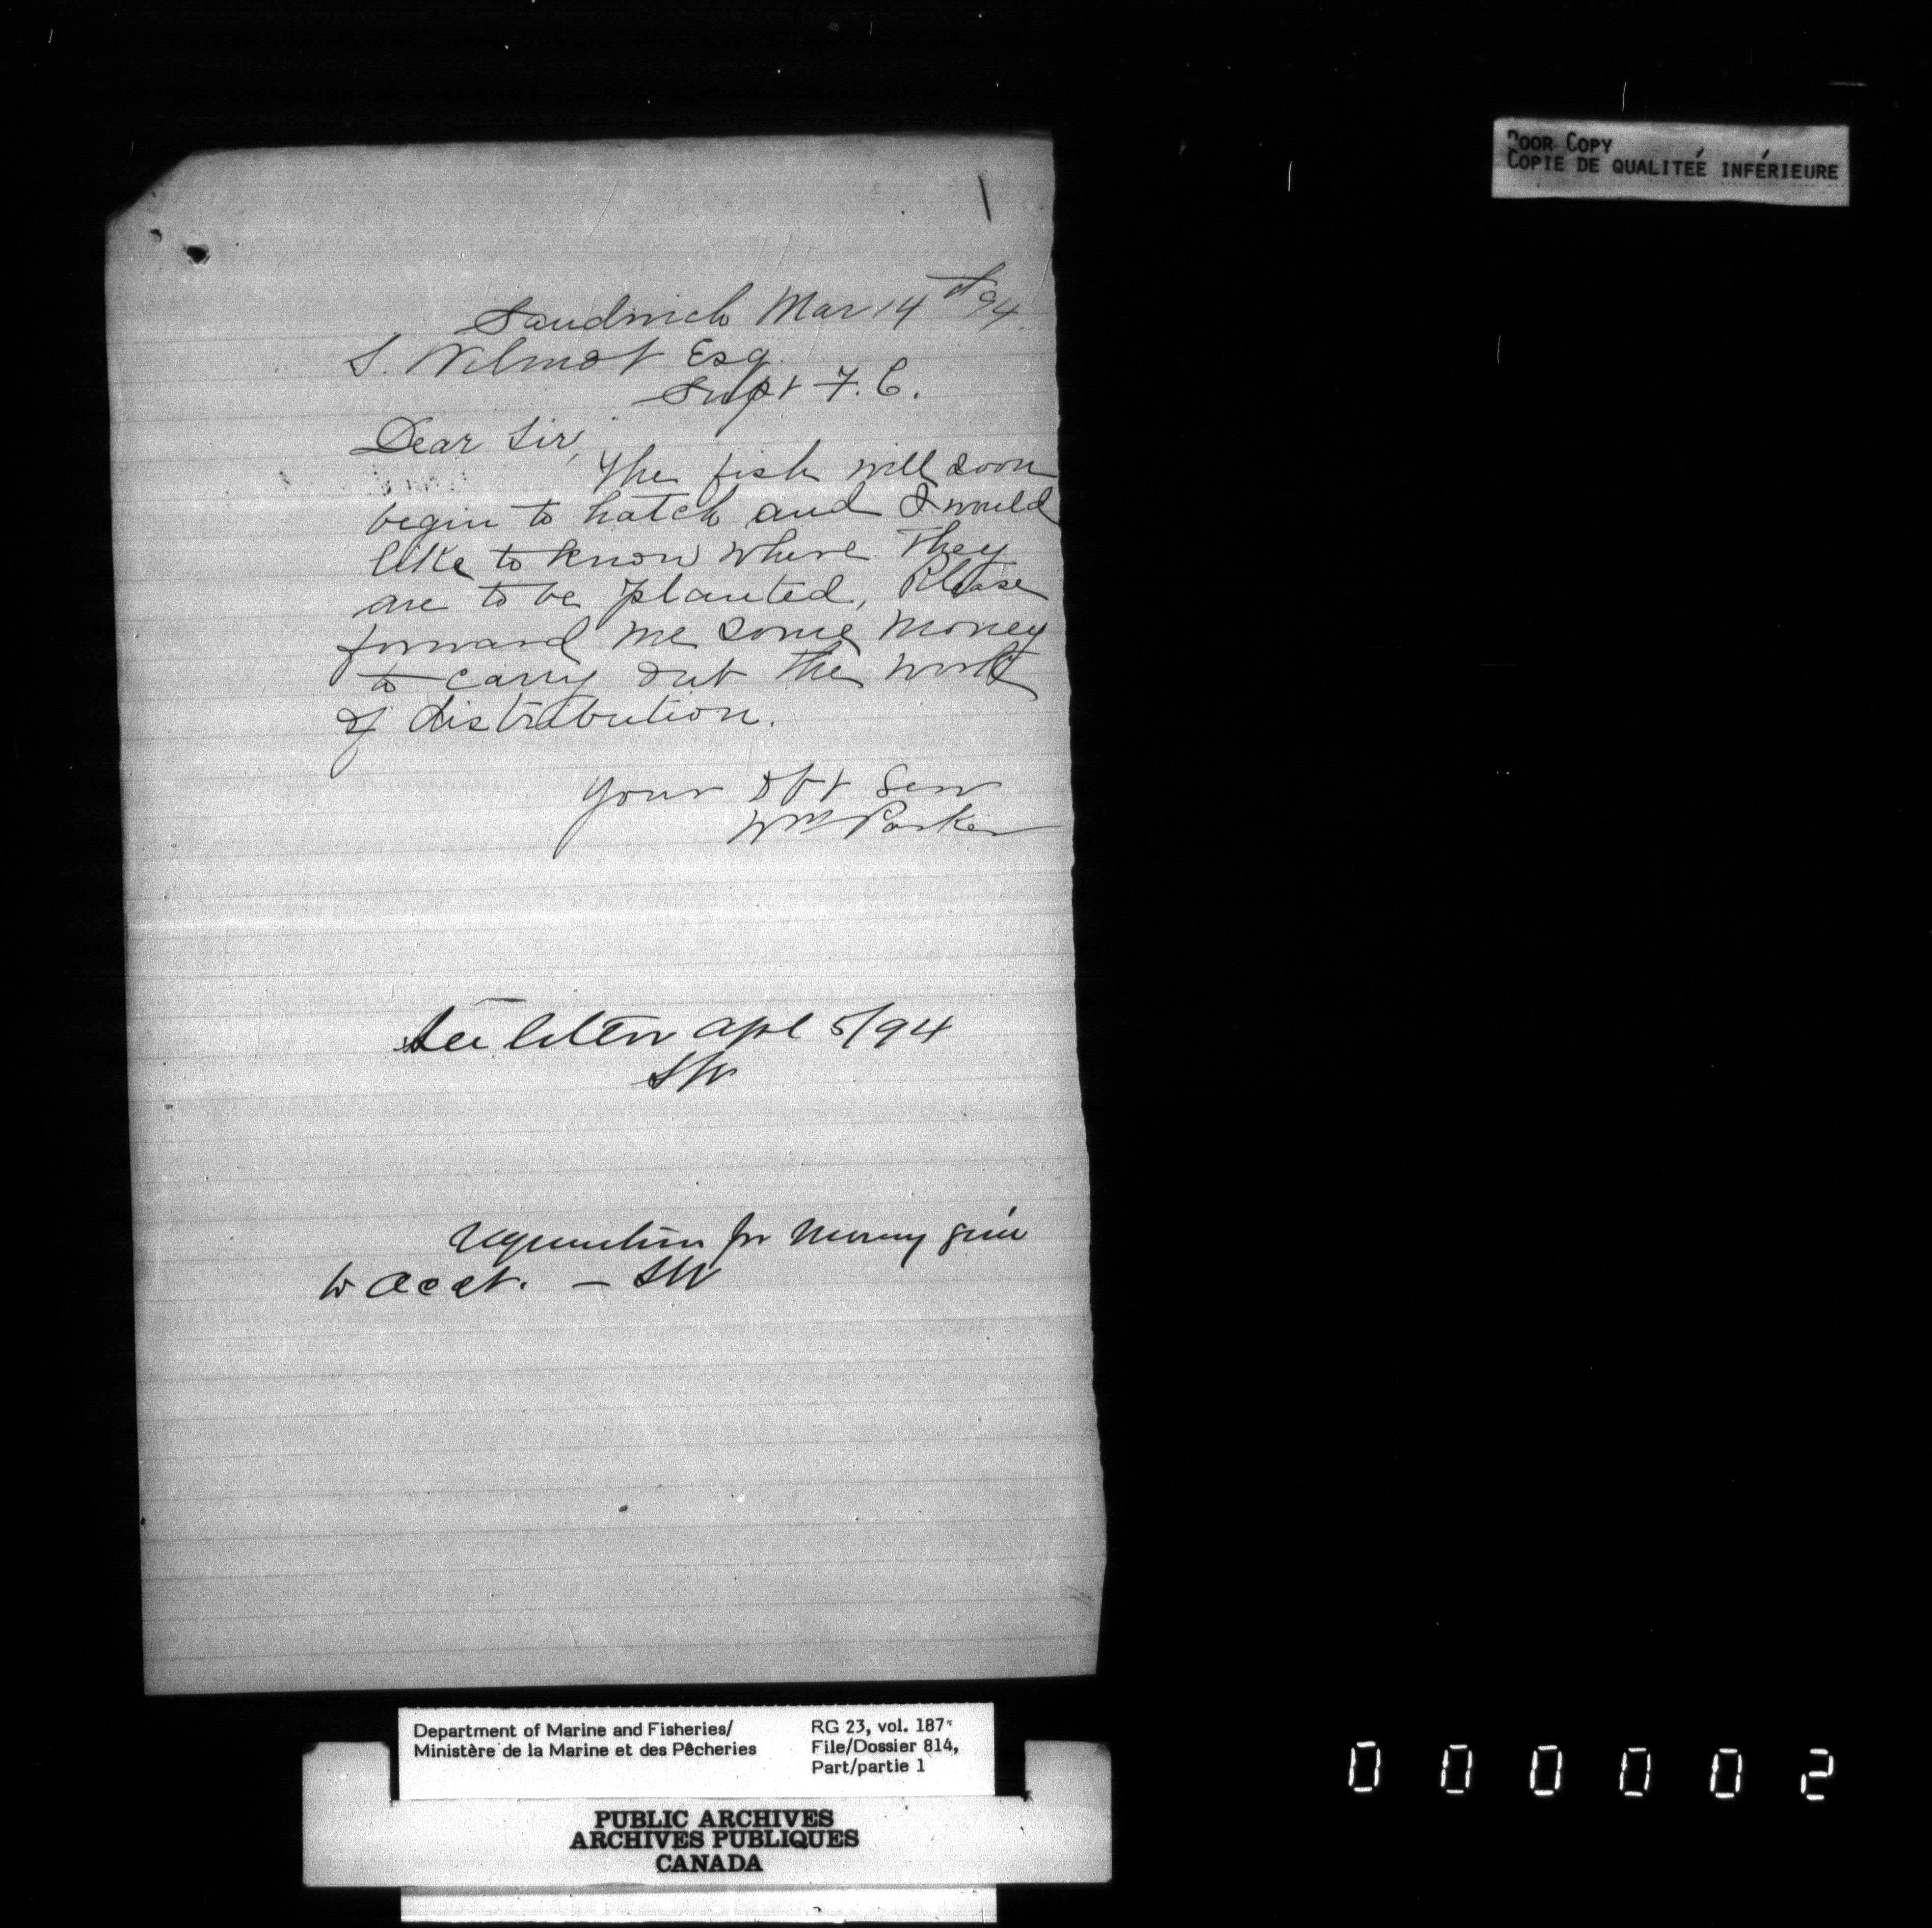 1
Sandwich Mar 14th 94.
S. Wilmot Esq.
Supt F. C.
Dear Sir,
The fish will soon
begin to hatch and I would
like to know where they
are to be planted, Please
forward me some money
to carry out the work
of distribution.
Your Obt Serv
Wm Parker
See letter Apl 5/94
SW
requisition for money given
to Acct. – SW
POOR COPY
COPIE DE QUALITEÉ INFÉRIEURE
Department of Marine and Fisheries/
Ministère de la Marine et des Pêcheries
RG 23, vol. 187
File/Dossier 814,
Part/partie 1
PUBLIC ARCHIVES
ARCHIVES PUBLIQUES
CANADA
000002